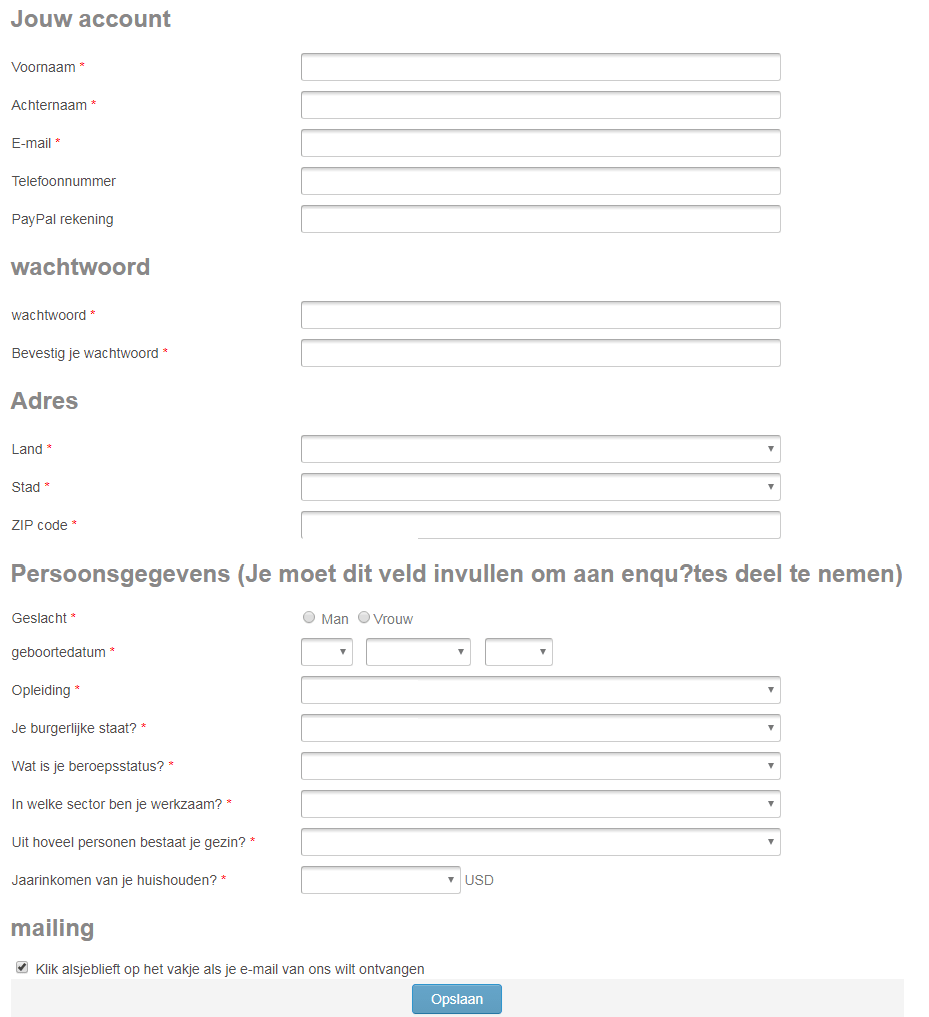 Jouw account
Voornaam *
Achternaam *
E-mail *
Telefoonnummer
PayPal rekening
wachtwoord
wachtwoord *
Bevestig je wachtwoord *
Adres
Land *
Stad *
ZIP code *
Persoonsgegevens (Je moet dit veld invullen om aan enqu?tes deel te nemen)
Geslacht * Man Vrouw
geboortedatum *
Opleiding *
Je burgerlijke staat? *
Wat is je beroepsstatus? *
In welke sector ben je werkzaam? *
Uit hoveel personen bestaat je gezin? *
Jaarinkomen van je huishouden? * USD
mailing
Klik alsjeblieft op het vakje als je e-mail van ons wilt ontvangen
Opslaan